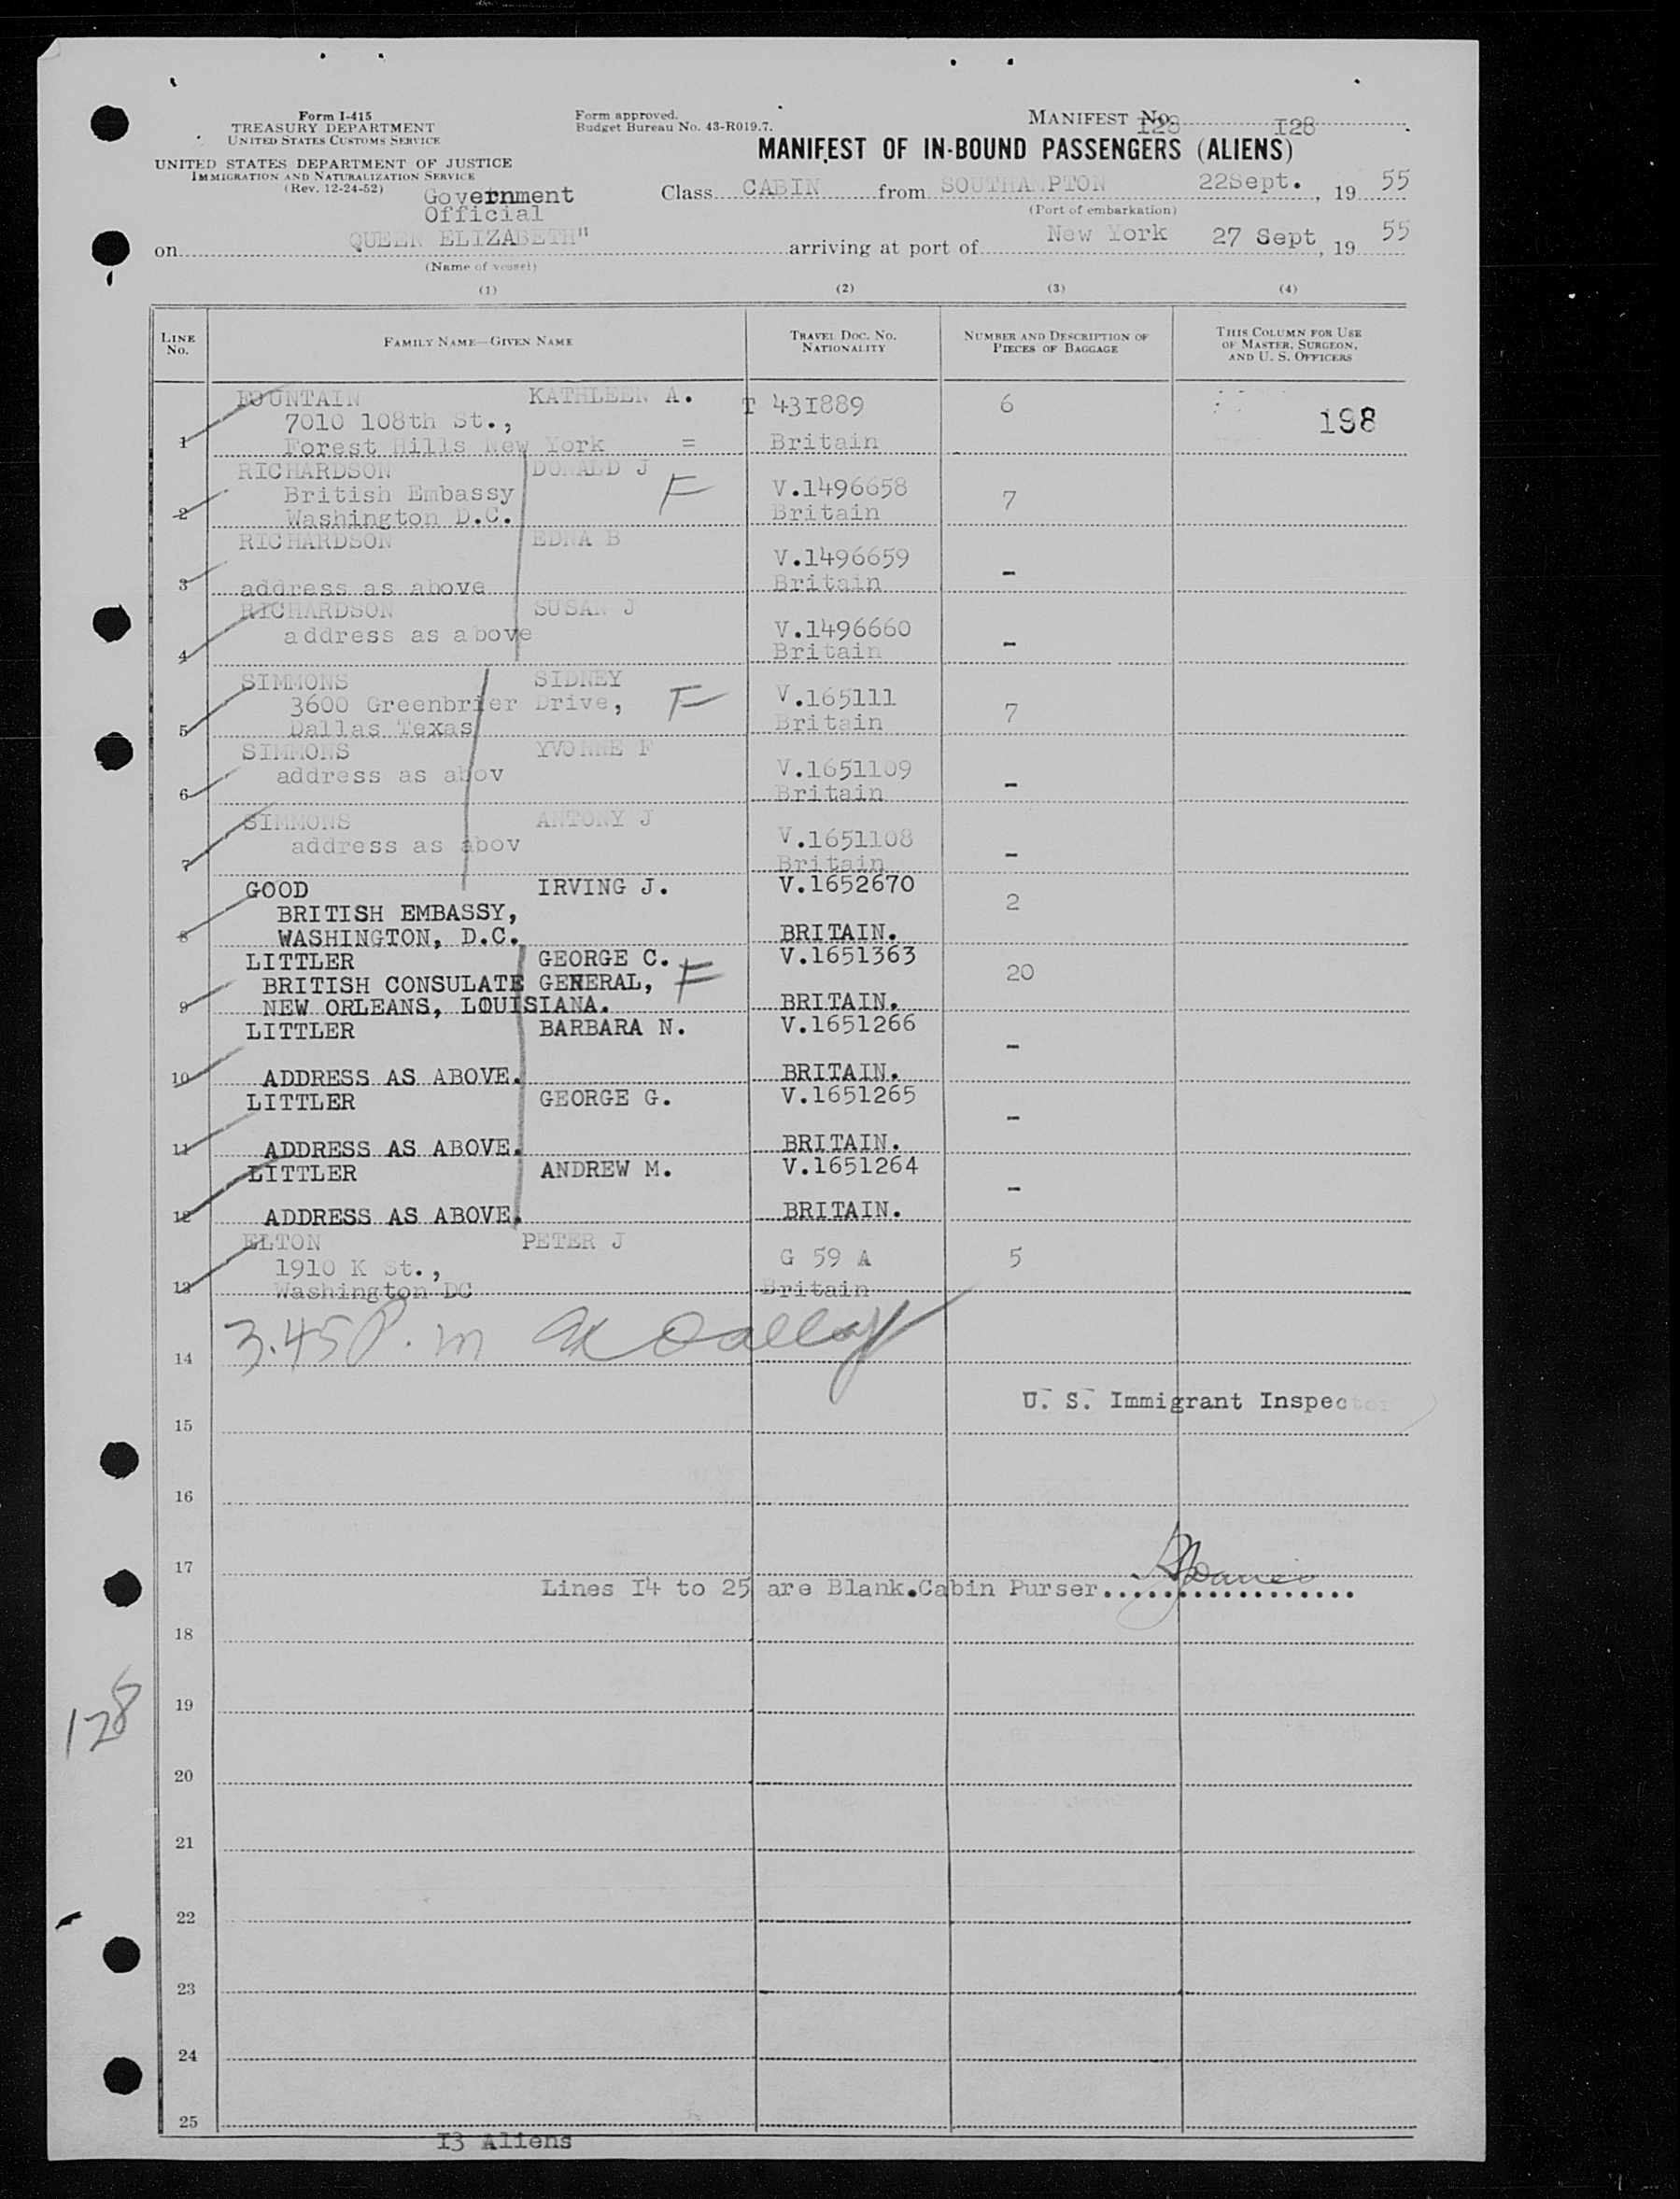 Form I-415
TREASURY DEPARTMENT
UNITED STATES CUSTOMS SERVICE
UNITED STATES DEPARTMENT OF JUSTICE
IMMIGRATION AND NATURALIZATION SERVICE
(Rev. 12-24-52)
Form approved.
Budget Bureau No. 43-R019.7.
MANIFEST No. 128 I28
MANIFEST OF IN-BOUND PASSENGERS (ALIENS)
Government
Official
Class CABIN from SOUTHAMPTON 22Sept., 19 55
(Port of embarkation)
on QUEEN ELIZABETH" arriving at port of New York 27 Sept, 19 55
(Name of vessel)
(1) (2) (3) (4)
LINE No. FAMILY NAME—GIVEN NAME TRAVEL DOC. NO. NATIONALITY NUMBER AND DESCRIPTION OF PIECES OF BAGGAGE THIS COLUMN FOR USE OF MASTER, SURGEON, AND U. S. OFFICERS
FOUNTAIN KATHLEEN A. T 43I889 6 198
7010 108th St.,
1 Forest Hills New York = Britain
RICHARDSON DONALD J F
British Embassy V.1496658 7
2 Washington D.C. Britain
RICHARDSON EDNA B
V.1496659 -
3 address as above Britain
RICHARDSON SUSAN J
address as above V.1496660 -
4 Britain
SIMMONS SIDNEY
3600 Greenbrier Drive, F V.165111 7
5 Dallas Texas Britain
SIMMONS YVONNE F
address as abov V.1651109 -
6 Britain
SIMMONS ANTONY J
address as abov V.1651108 -
7 Britain
GOOD IRVING J. V.1652670
BRITISH EMBASSY, 2
8 WASHINGTON, D.C. BRITAIN.
LITTLER GEORGE C. V.1651363
BRITISH CONSULATE GENERAL, F 20
9 NEW ORLEANS, LOUISIANA. BRITAIN.
LITTLER BARBARA N. V.1651266
-
10 ADDRESS AS ABOVE. BRITAIN.
LITTLER GEORGE G. V.1651265
-
11 ADDRESS AS ABOVE. BRITAIN.
LITTLER ANDREW M. V.1651264
-
12 ADDRESS AS ABOVE. BRITAIN.
ELTON PETER J
1910 K St., G 59 A 5
13 Washington DC Britain
3.45 P.m
14
U. S. Immigrant Inspector
15
16
17
Lines I4 to 25 are Blank.Cabin Purser..................
18
128
19
20
21
22
23
24
25
I3 Aliens